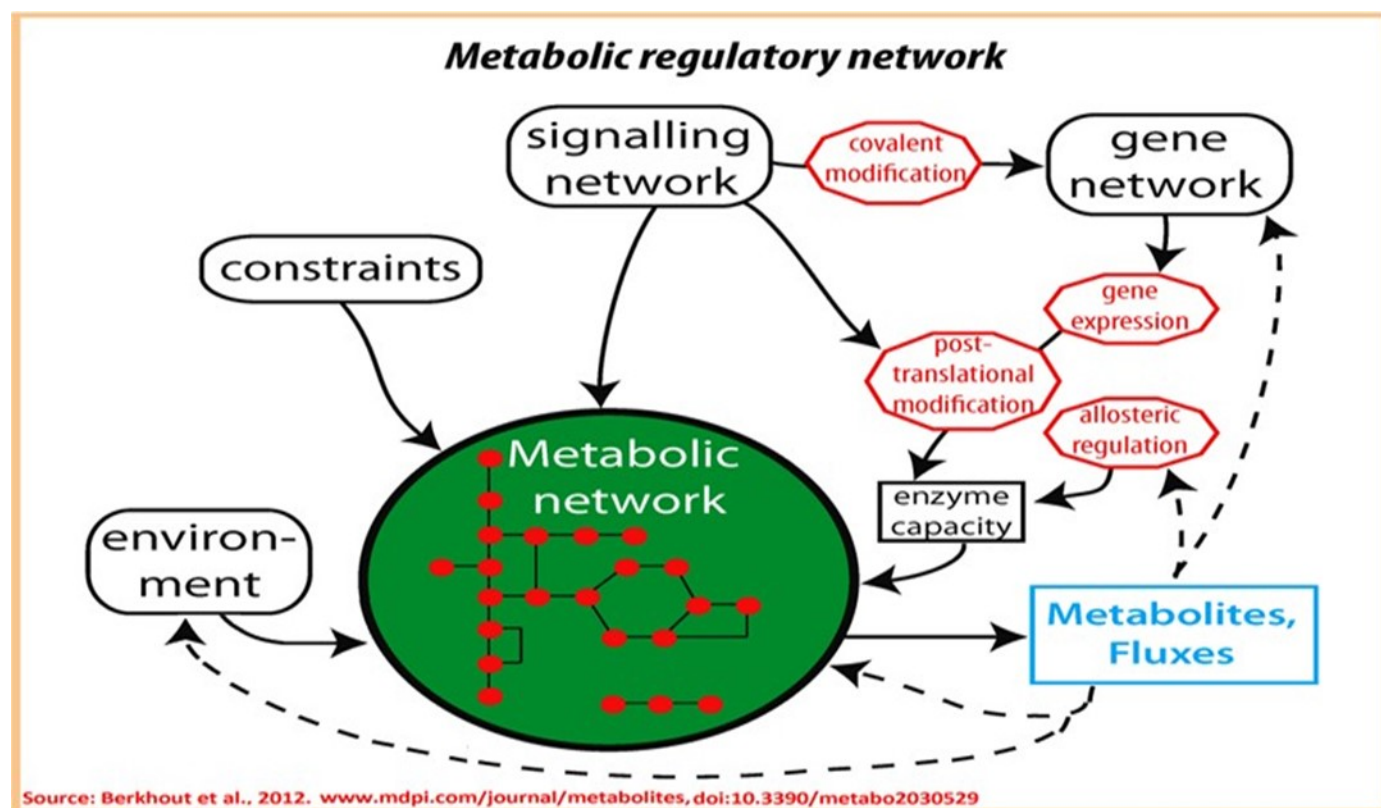 Metabolic regulatory network
signalling
network
covalent
modification
gene
network
constraints
gene
expression
post-
translational
modification
allosteric
regulation
Metabolic
network
enzyme
capacity
environ-
ment
Metabolites,
Fluxes
Source: Berkhout et al., 2012. www.mdpi.com/journal/metabolites, doi:10.3390/metabo2030529